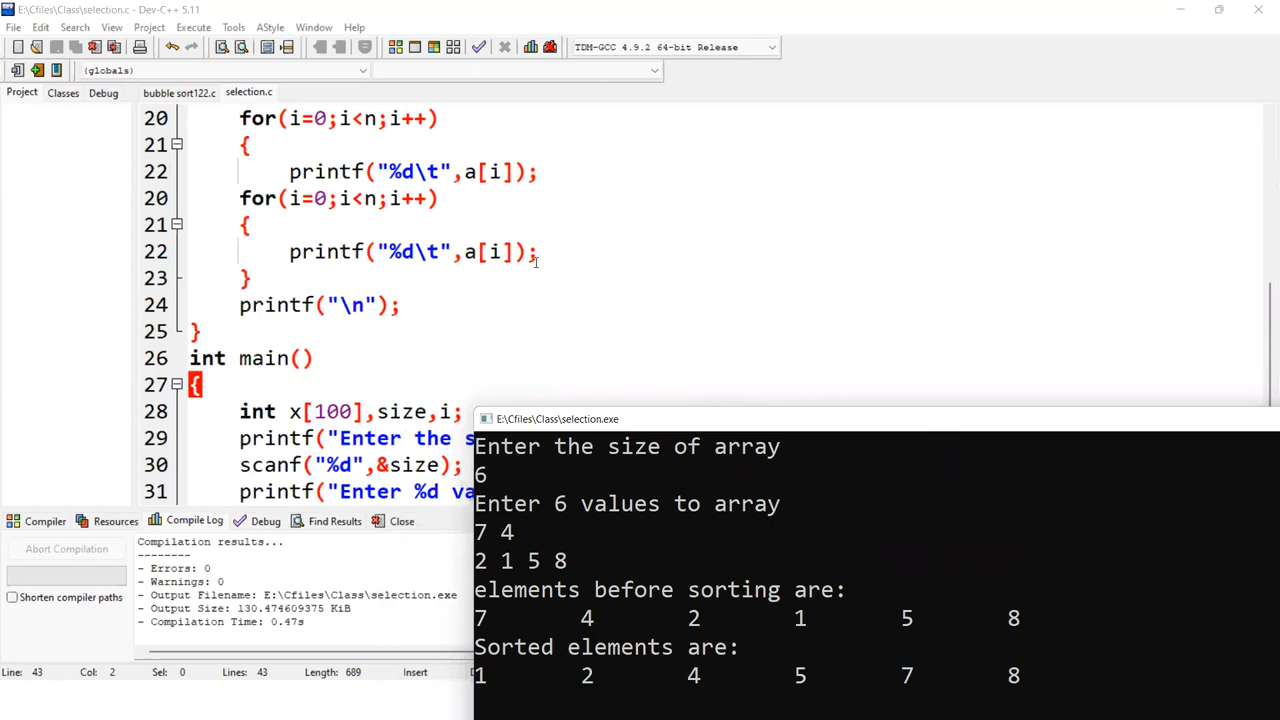 E:\Cfiles\Class\selection.c - Dev-C++ 5.11
File Edit Search View Project Execute Tools AStyle Window Help
TDM-GCC 4.9.2 64-bit Release
(globals)
Project Classes Debug bubble sort122.c selection.c
20 for(i=0;i<n;i++)
21 {
22 printf("%d\t",a[i]);
20 for(i=0;i<n;i++)
21 {
22 printf("%d\t",a[i]);
23 }
24 printf("\n");
25 }
26 int main()
27 {
28 int x[100],size,i;
29 printf("Enter the s
30 scanf("%d",&size);
31 printf("Enter %d va
Compiler Resources Compile Log Debug Find Results Close
Abort Compilation
Shorten compiler paths
Compilation results...
--------
- Errors: 0
- Warnings: 0
- Output Filename: E:\Cfiles\Class\selection.exe
- Output Size: 130.474609375 KiB
- Compilation Time: 0.47s
Line: 43 Col: 2 Sel: 0 Lines: 43 Length: 689 Insert
E:\Cfiles\Class\selection.exe
Enter the size of array
6
Enter 6 values to array
7 4
2 1 5 8
elements before sorting are:
7 4 2 1 5 8
Sorted elements are:
1 2 4 5 7 8